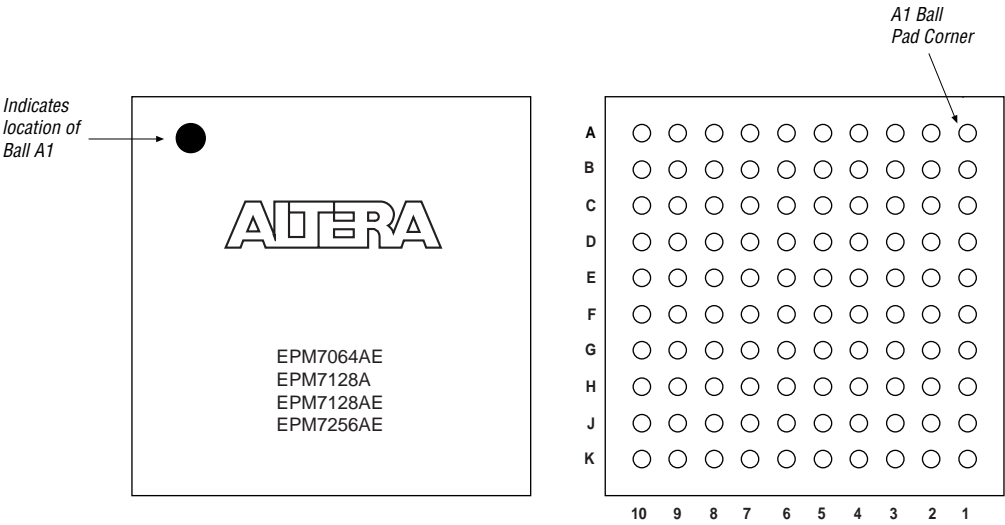 A1 Ball
Pad Corner
Indicates
location of
Ball A1
ALTERA
EPM7064AE
EPM7128A
EPM7128AE
EPM7256AE
A
B
C
D
E
F
G
H
J
K
10 9 8 7 6 5 4 3 2 1